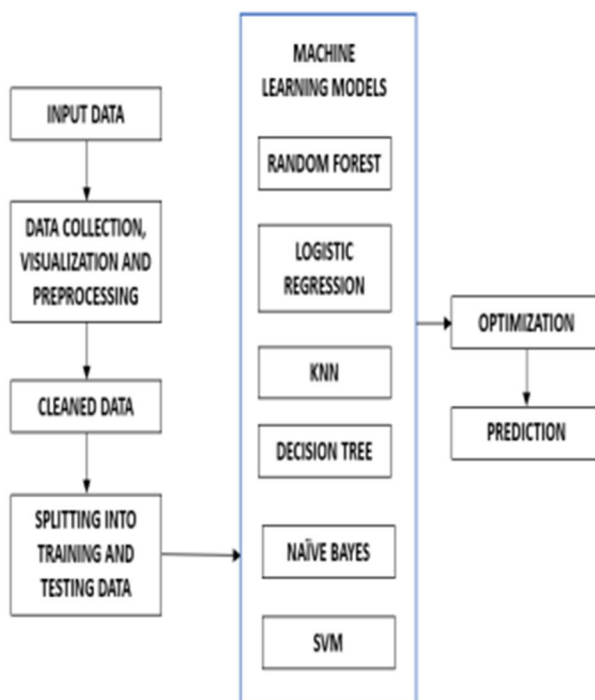 INPUT DATA
DATA COLLECTION,
VISUALIZATION AND
PREPROCESSING
CLEANED DATA
SPLITTING INTO
TRAINING AND
TESTING DATA
MACHINE
LEARNING MODELS
RANDOM FOREST
LOGISTIC
REGRESSION
KNN
DECISION TREE
NAÏVE BAYES
SVM
OPTIMIZATION
PREDICTION